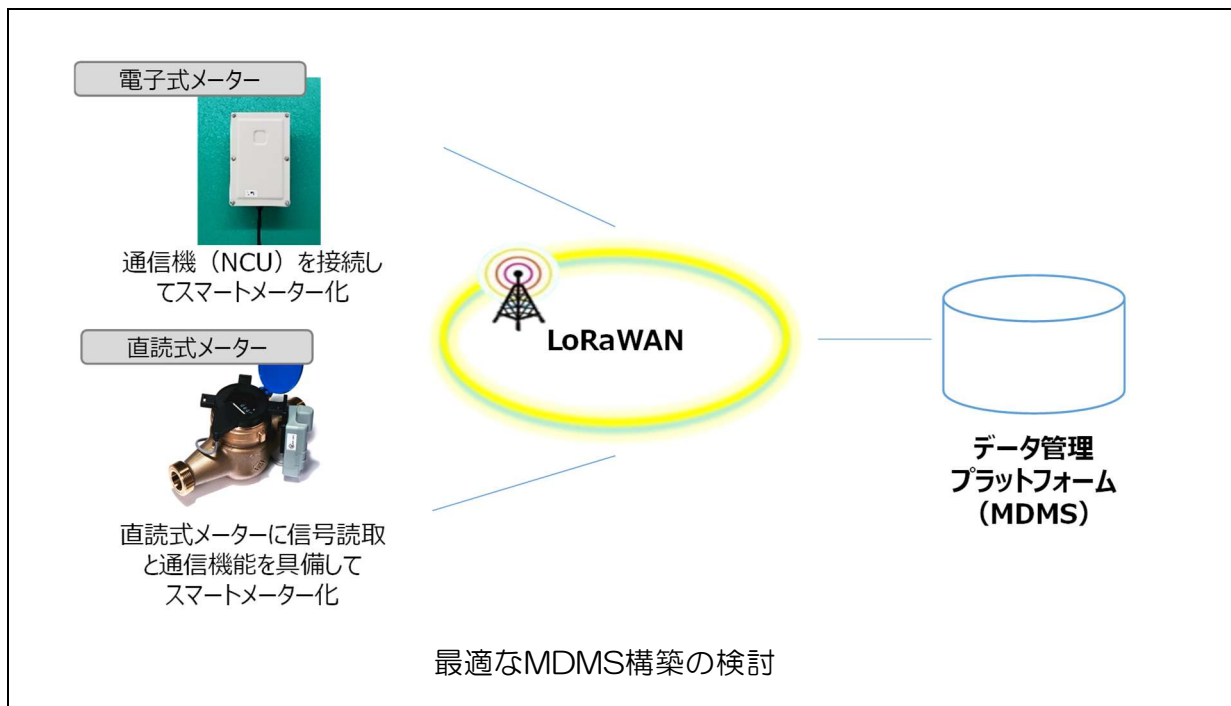 電子式メーター
通信機（NCU）を接続し
てスマートメーター化
直読式メーター
直読式メーターに信号読取
と通信機能を具備して
スマートメーター化
LoRaWAN
データ管理
プラットフォーム
（MDMS）
最適なMDMS構築の検討